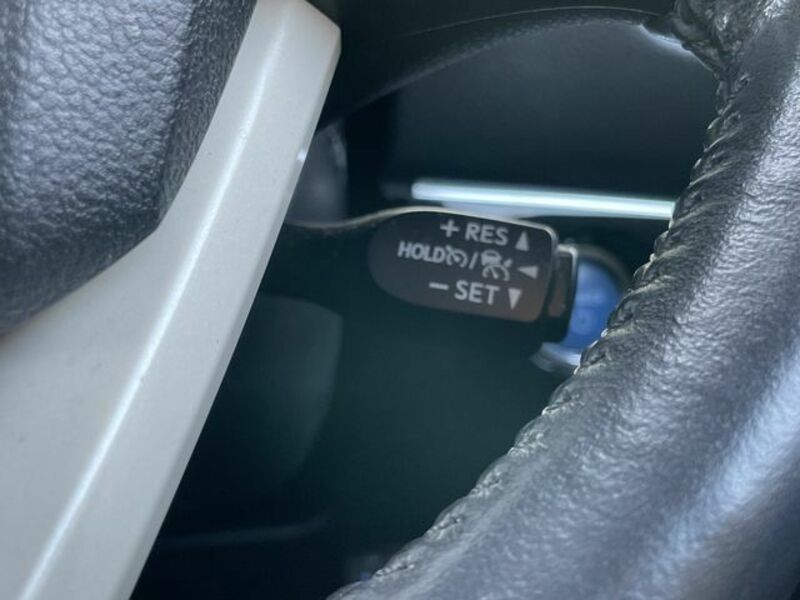 + RES ▲
HOLD / ◀
− SET ▼